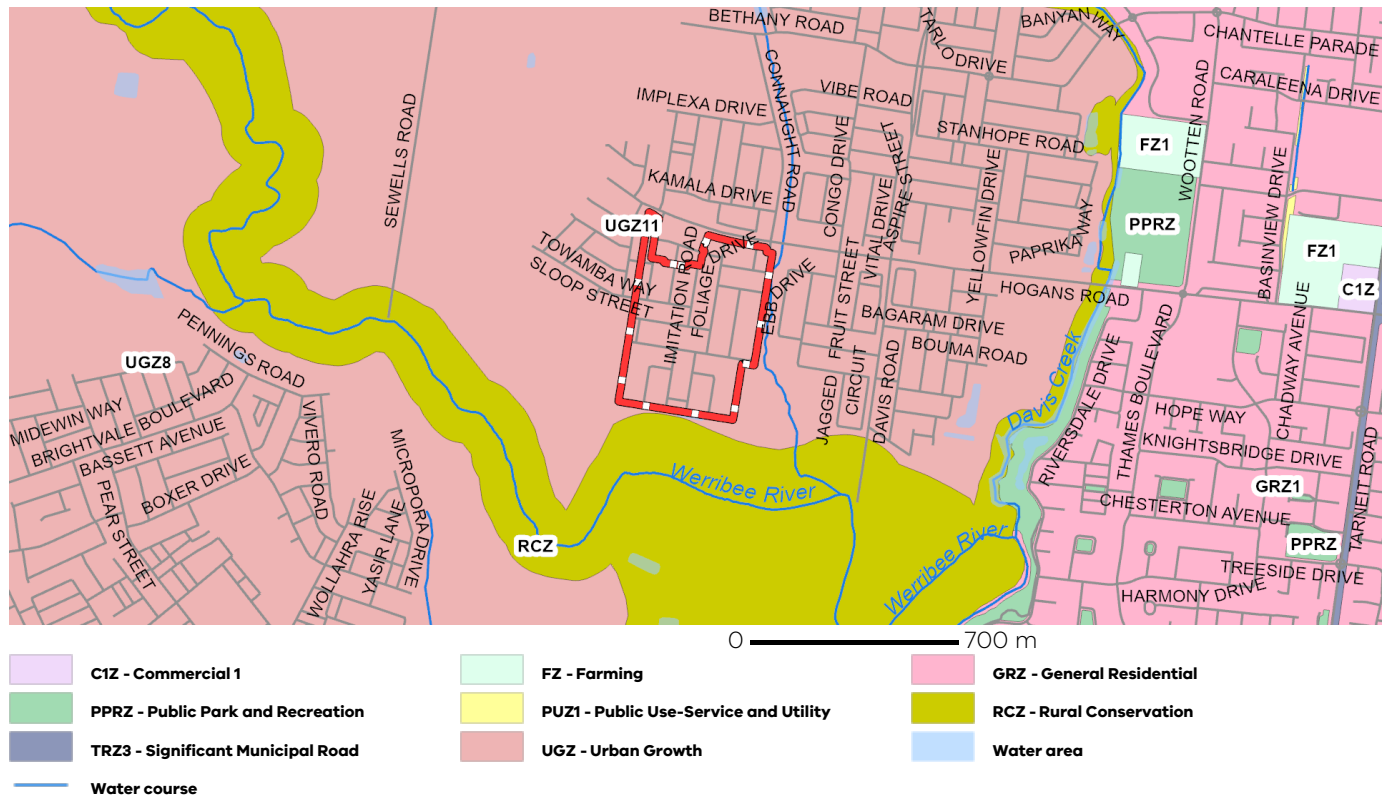 BETHANY ROAD
TARLO DRIVE
BANYAN WAY
CHANTELLE PARADE
CARALEENA DRIVE
CONNAUGHT ROAD
VIBE ROAD
IMPLEXA DRIVE
SEWELLS ROAD
STANHOPE ROAD
FZ1
WOOTTEN ROAD
CONGO DRIVE
ASPIRE STREET
VITAL DRIVE
YELLOWFIN DRIVE
KAMALA DRIVE
BASINVIEW DRIVE
PPRZ
UGZ11
PAPRIKA WAY
FZ1
TOWAMBA WAY
SLOOP STREET
IMITATION ROAD
FOLIAGE DRIVE
EBB DRIVE
HOGANS ROAD
C1Z
FRUIT STREET
BAGARAM DRIVE
BOUMA ROAD
PENNINGS ROAD
UGZ8
JAGGED CIRCUIT
DAVIS ROAD
Davis Creek
RIVERSDALE DRIVE
THAMES BOULEVARD
CHADWAY AVENUE
HOPE WAY
KNIGHTSBRIDGE DRIVE
MIDEWIN WAY
BRIGHTVALE BOULEVARD
BASSETT AVENUE
BOXER DRIVE
PEAR STREET
VIVERO ROAD
MICROPORA DRIVE
WOLLAHRA RISE
YASIR LANE
Werribee River
RCZ
Werribee River
GRZ1
CHESTERTON AVENUE
TARNEIT ROAD
PPRZ
TREESIDE DRIVE
HARMONY DRIVE
0 700 m
C1Z - Commercial 1
FZ - Farming
GRZ - General Residential
PPRZ - Public Park and Recreation
PUZ1 - Public Use-Service and Utility
RCZ - Rural Conservation
TRZ3 - Significant Municipal Road
UGZ - Urban Growth
Water area
Water course